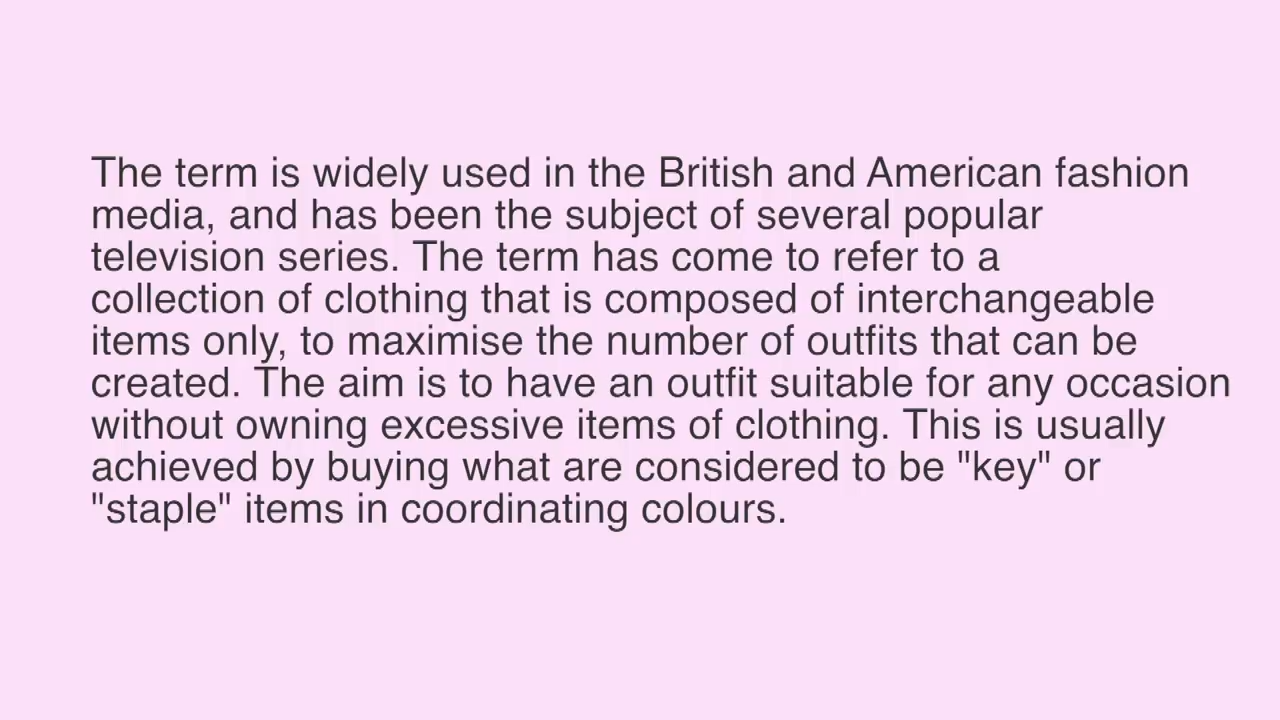 The term is widely used in the British and American fashion
media, and has been the subject of several popular
television series. The term has come to refer to a
collection of clothing that is composed of interchangeable
items only, to maximise the number of outfits that can be
created. The aim is to have an outfit suitable for any occasion
without owning excessive items of clothing. This is usually
achieved by buying what are considered to be "key" or
"staple" items in coordinating colours.